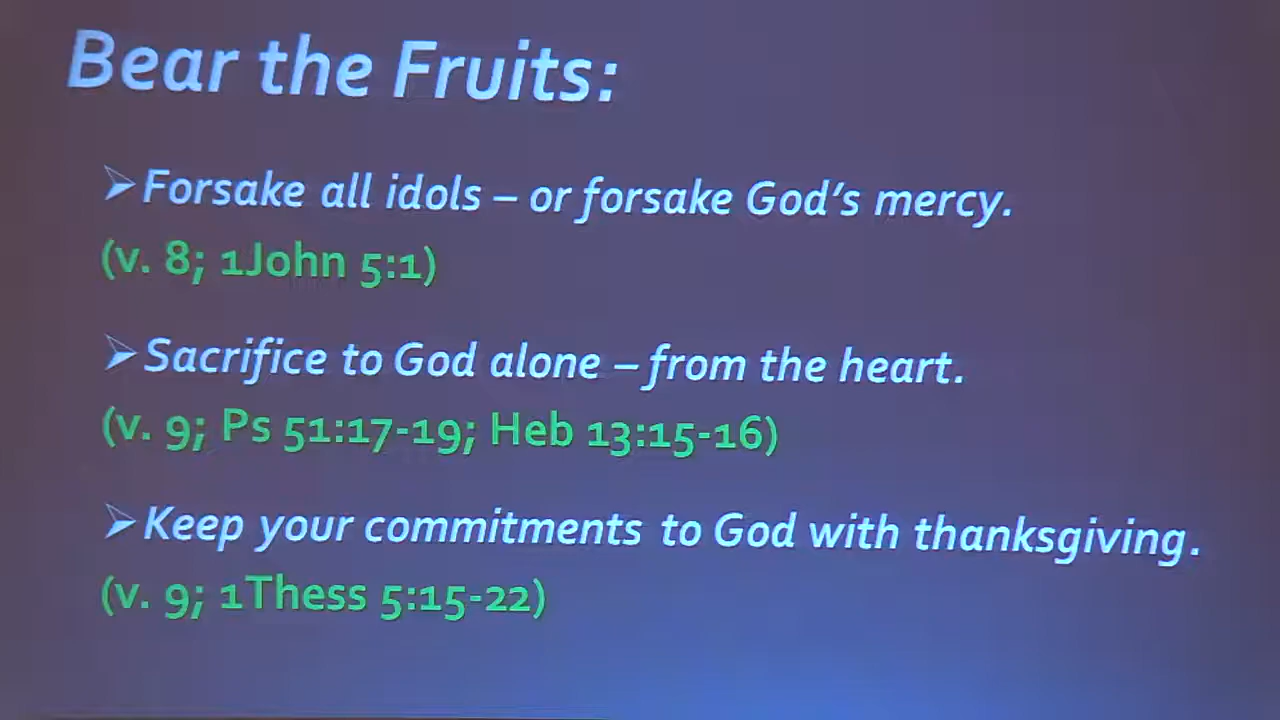 Bear the Fruits:
➢Forsake all idols – or forsake God's mercy.
(v. 8; 1John 5:1)
➢Sacrifice to God alone – from the heart.
(v. 9; Ps 51:17-19; Heb 13:15-16)
➢Keep your commitments to God with thanksgiving.
(v. 9; 1Thess 5:15-22)